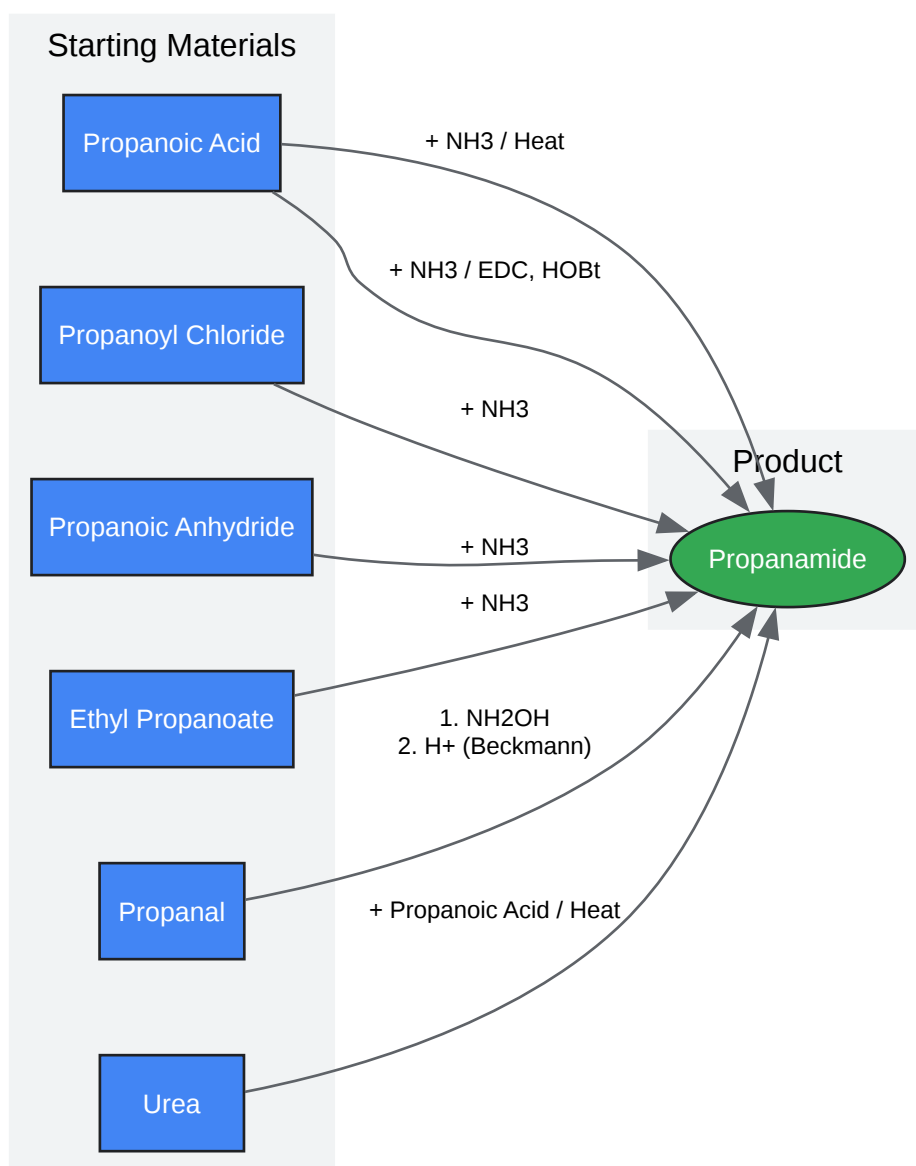 Starting Materials
Propanoic Acid
+ NH3 / Heat
+ NH3 / EDC, HOBt
Propanoyl Chloride
+ NH3
Product
Propanoic Anhydride
+ NH3
Propanamide
+ NH3
Ethyl Propanoate
1. NH2OH
2. H+ (Beckmann)
Propanal
+ Propanoic Acid / Heat
Urea